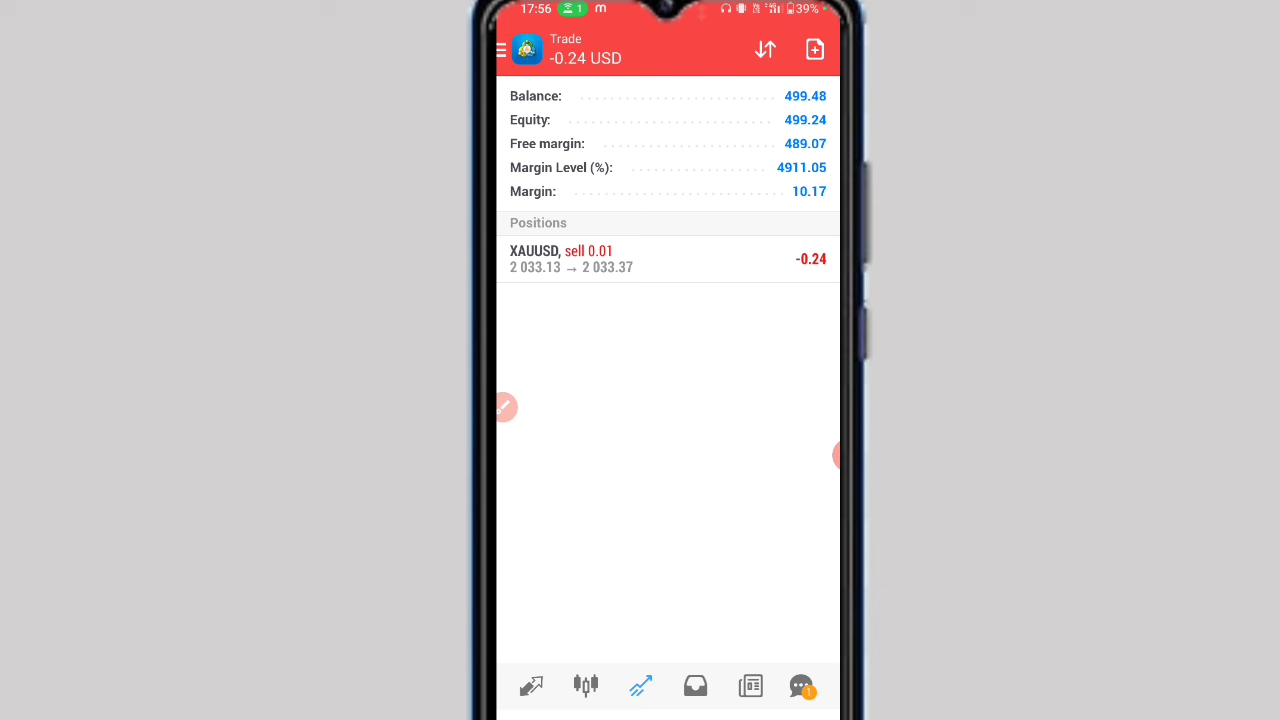 17:56 1 m 39%
Trade
-0.24 USD
Balance: 499.48
Equity: 499.24
Free margin: 489.07
Margin Level (%): 4911.05
Margin: 10.17
Positions
XAUUSD, sell 0.01
2 033.13 → 2 033.37 -0.24
1